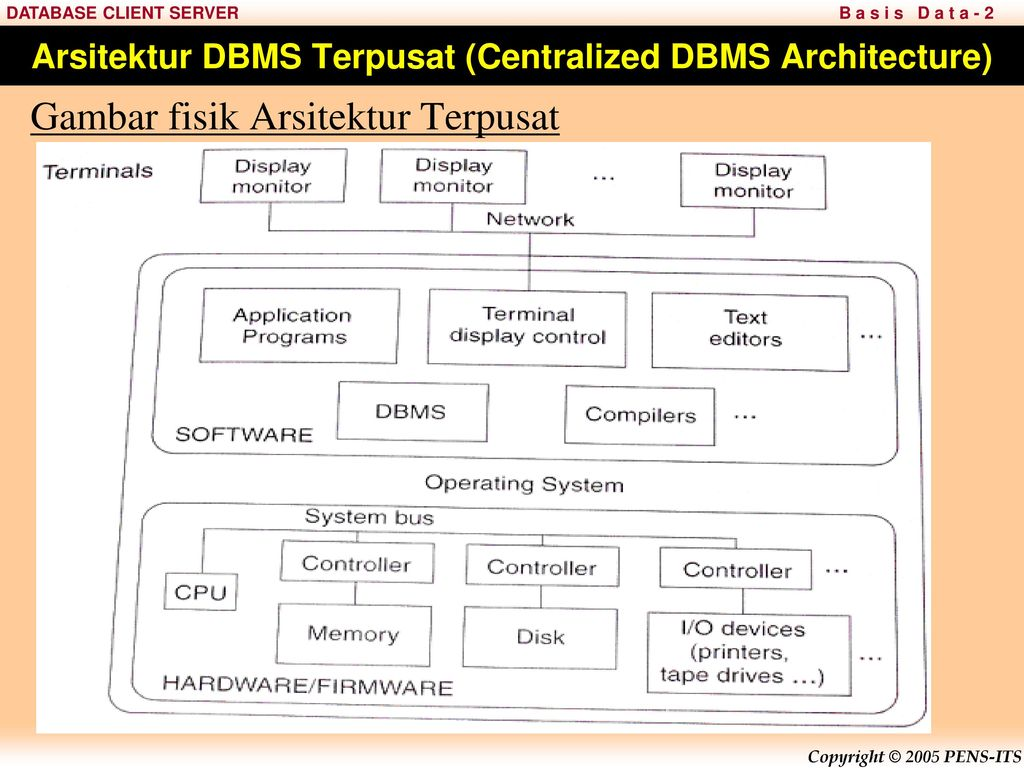 DATABASE CLIENT SERVER
Basis Data-2
Arsitektur DBMS Terpusat (Centralized DBMS Architecture)
Gambar fisik Arsitektur Terpusat
Terminals
Display
monitor
Display
monitor
...
Display
monitor
Network
Application
Programs
Terminal
display control
Text
editors
...
DBMS
Compilers
...
SOFTWARE
Operating System
System bus
Controller
Controller
Controller
...
CPU
Memory
Disk
I/O devices
(printers,
tape drives ...)
...
HARDWARE/FIRMWARE
Copyright © 2005 PENS-ITS